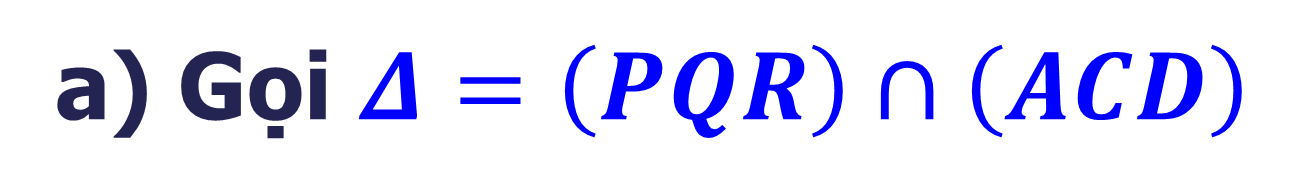 a) Gọi Δ = (PQR) ∩ (ACD)